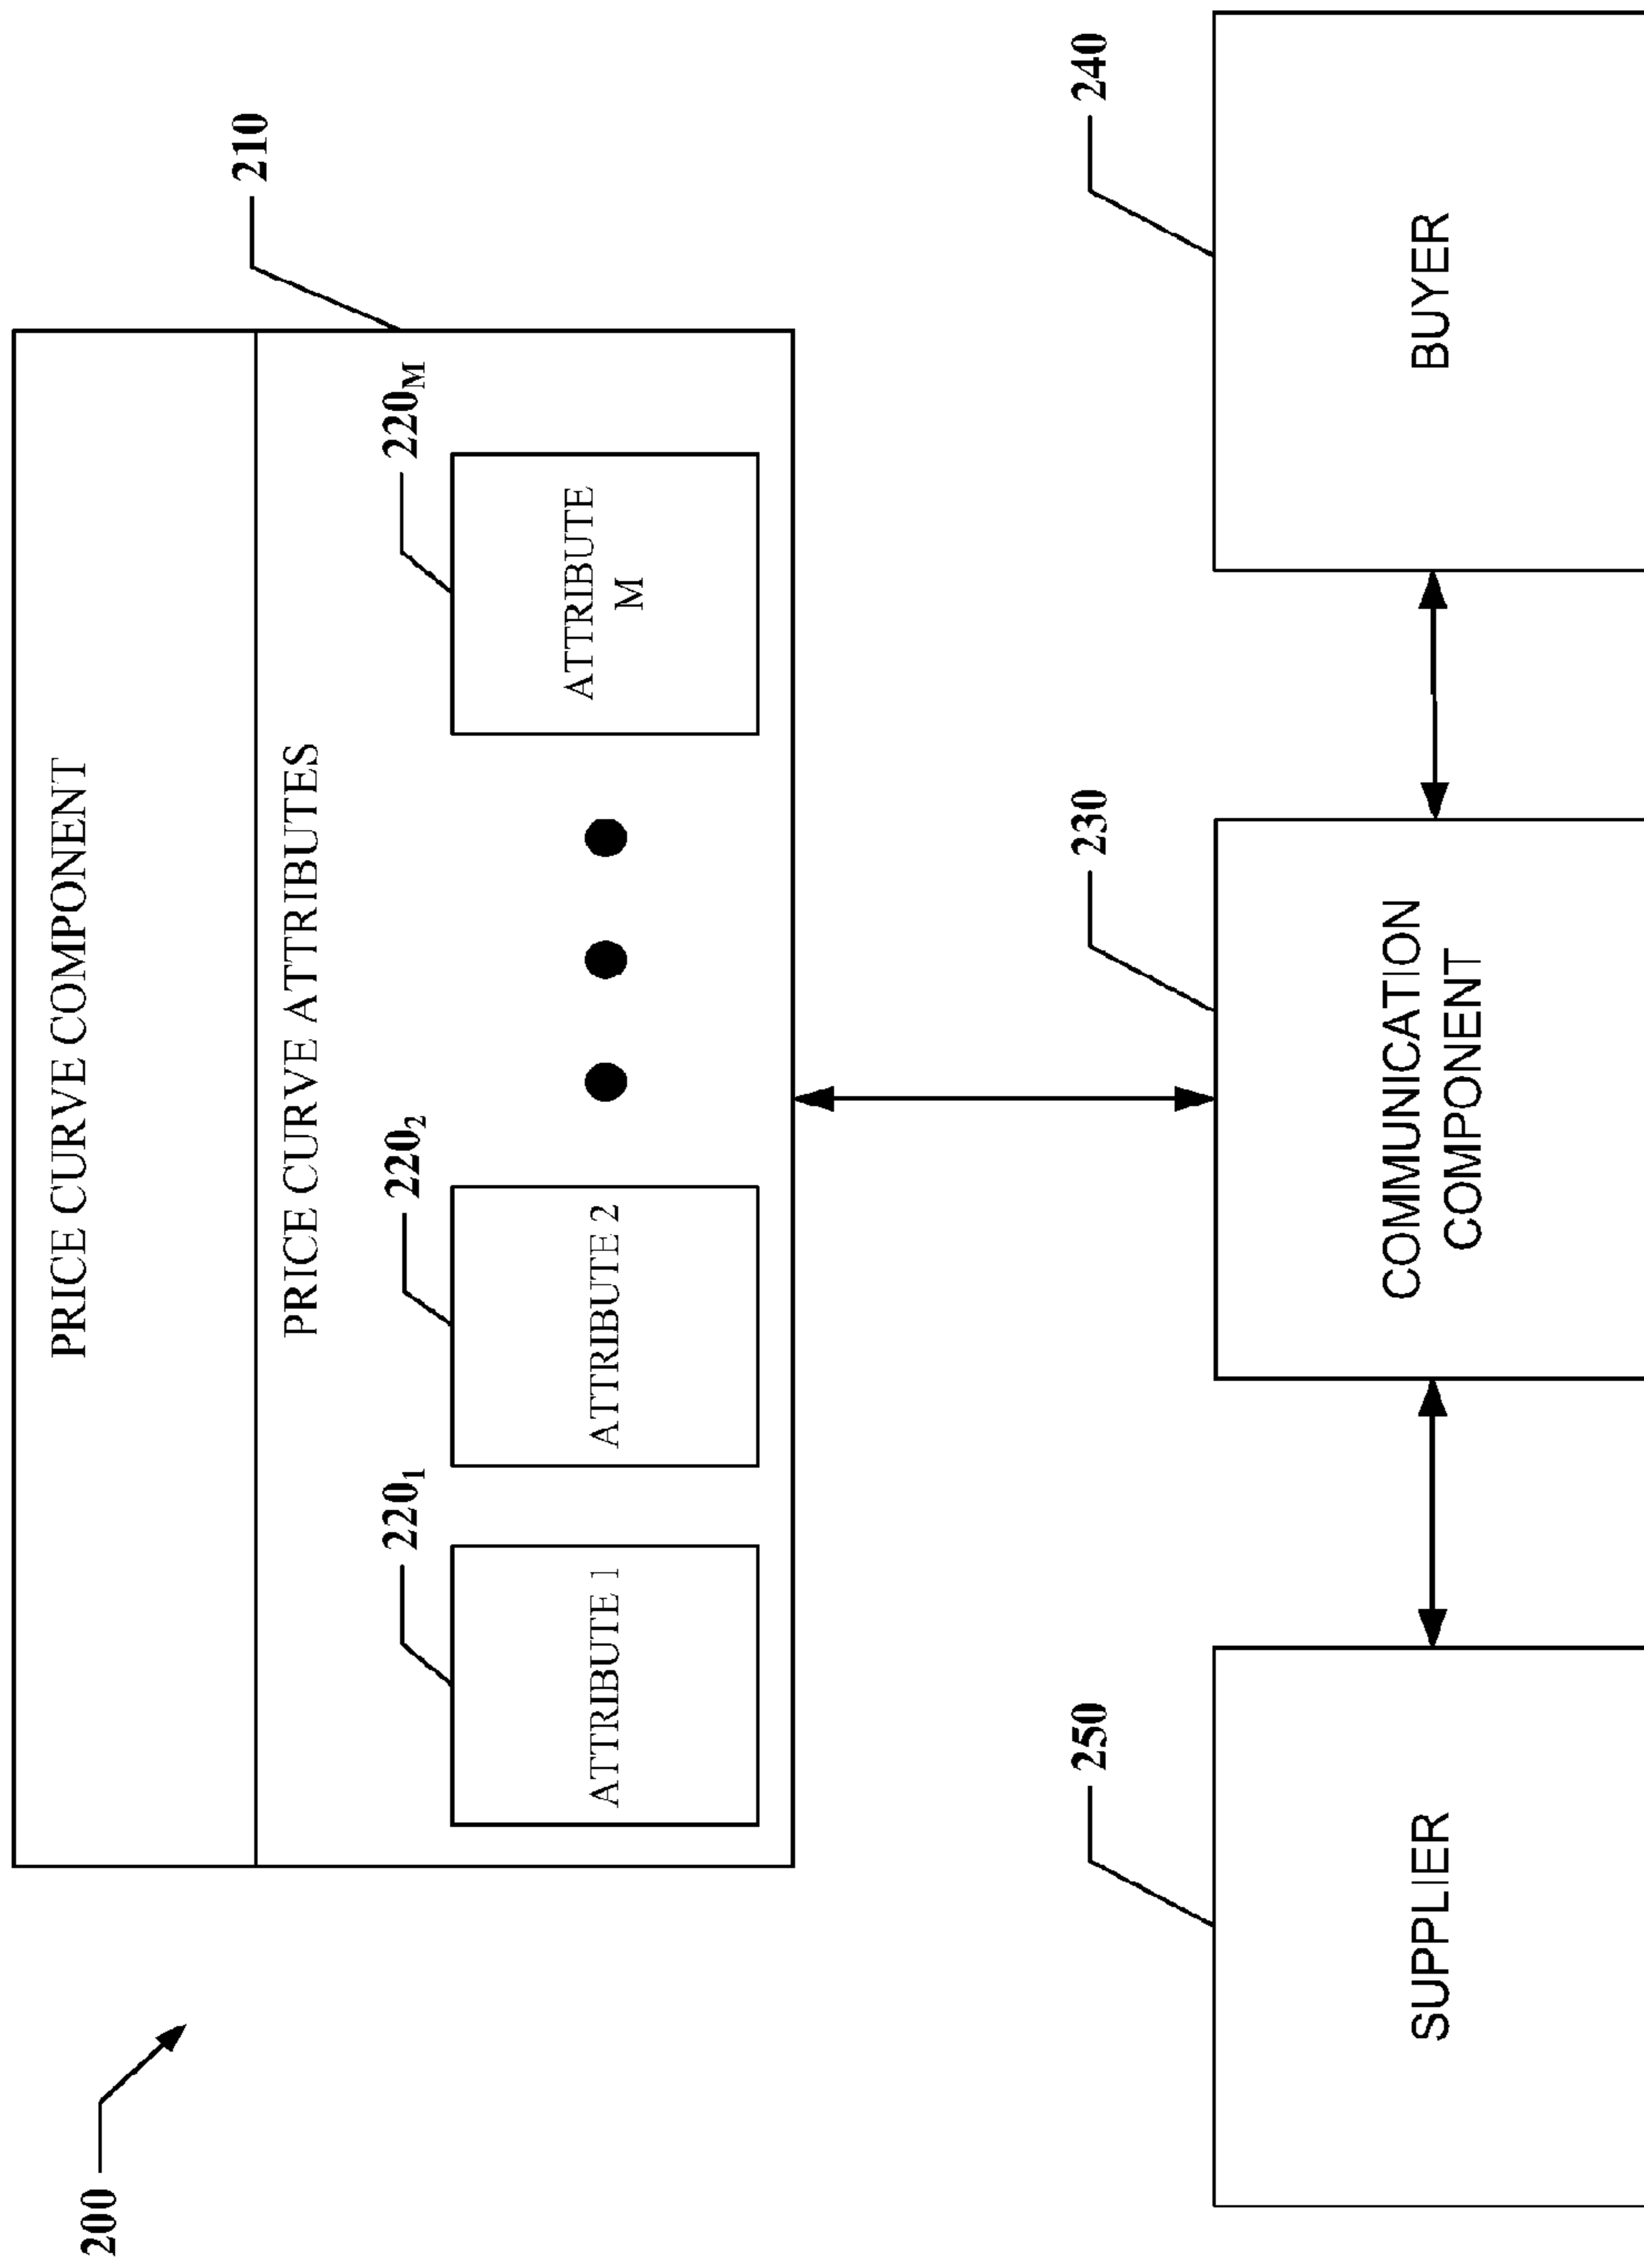 200
PRICE CURVE COMPONENT
210
PRICE CURVE ATTRIBUTES
220₁
220₂
220M
ATTRIBUTE 1
ATTRIBUTE 2
ATTRIBUTE
M
250
230
240
SUPPLIER
COMMUNICATION
COMPONENT
BUYER